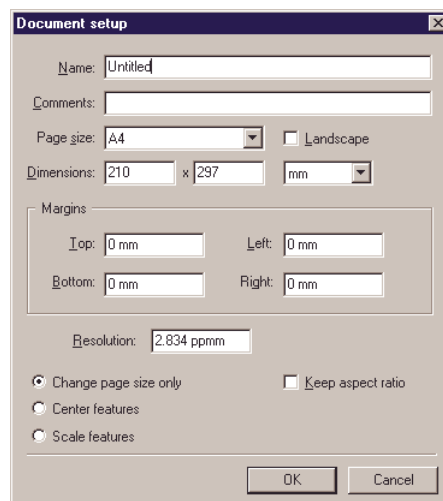 Document setup
Name: Untitled
Comments:
Page size: A4 Landscape
Dimensions: 210 x 297 mm
Margins
Top: 0 mm Left: 0 mm
Bottom: 0 mm Right: 0 mm
Resolution: 2.834 ppmm
Change page size only Keep aspect ratio
Center features
Scale features
OK Cancel